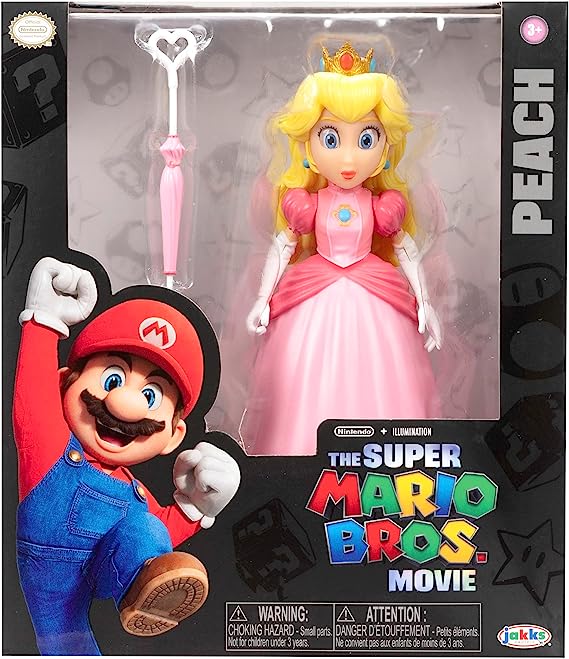 Official
Nintendo
3+
PEACH
M
Nintendo + ILLUMINATION
THE SUPER
MARIO
BROS.
MOVIE
WARNING:
CHOKING HAZARD - Small parts.
Not for children under 3 years.
ATTENTION :
DANGER D'ÉTOUFFEMENT - Petits éléments.
Ne convient pas aux enfants de moins de 3 ans.
jakks